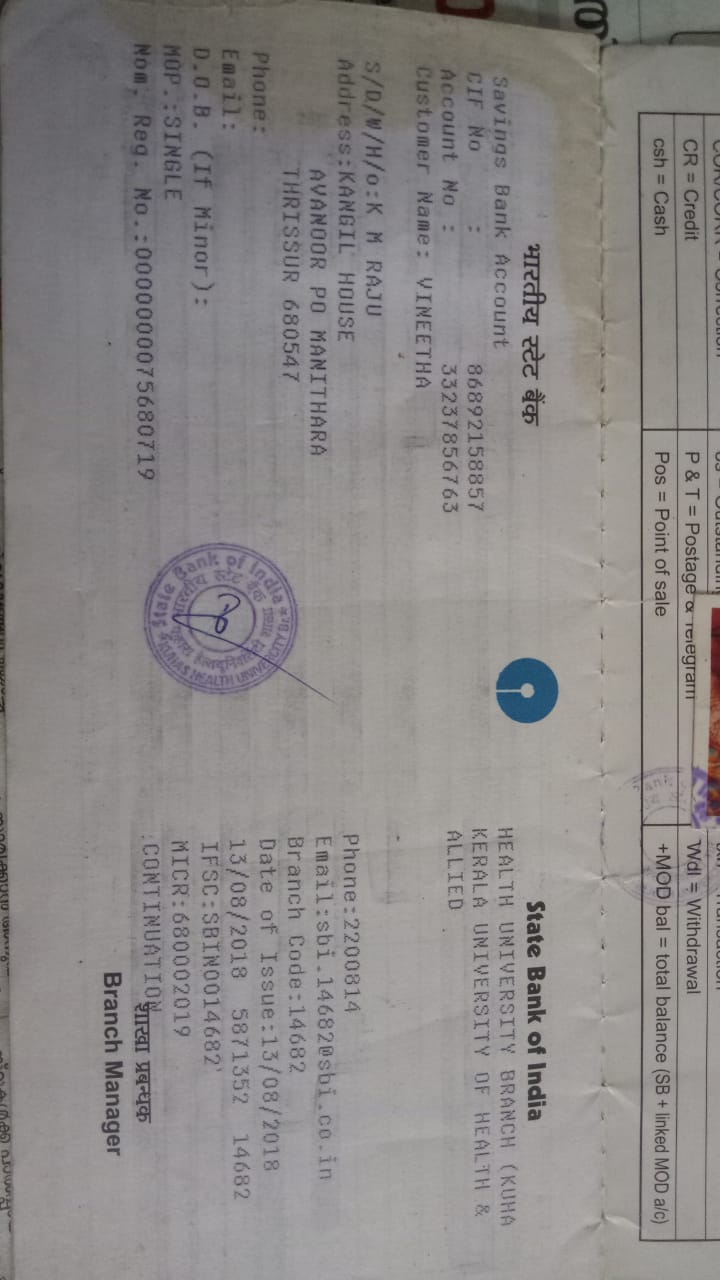 CR = Credit
P & T = Postage & Telegram
Wdl = Withdrawal
csh = Cash
Pos = Point of sale
+MOD bal = total balance (SB + linked MOD a/c)
भारतीय स्टेट बैंक
State Bank of India
Savings Bank Account
CIF No : 86892158857
Account No : 33237856763
Customer Name: VINEETHA
S/D/W/H/o:K M RAJU
Address:KANGIL HOUSE
AVANOOR PO MANITHARA
THRISSUR 680547
Phone:
Email:
D.O.B. (If Minor):
MOP.:SINGLE
Nom. Reg. No.:0000000075680719
State Bank of India
भारतीय स्टेट बैंक
HEALTH UNIVERSITY
HEALTH UNIVERSITY BRANCH (KUHA
KERALA UNIVERSITY OF HEALTH &
ALLIED
Phone:2200814
Email:sbi.14682@sbi.co.in
Branch Code:14682
Date of Issue:13/08/2018
13/08/2018 5871352 14682
IFSC:SBIN0014682
MICR:680002019
:CONTINUATION
शाखा प्रबन्धक
Branch Manager